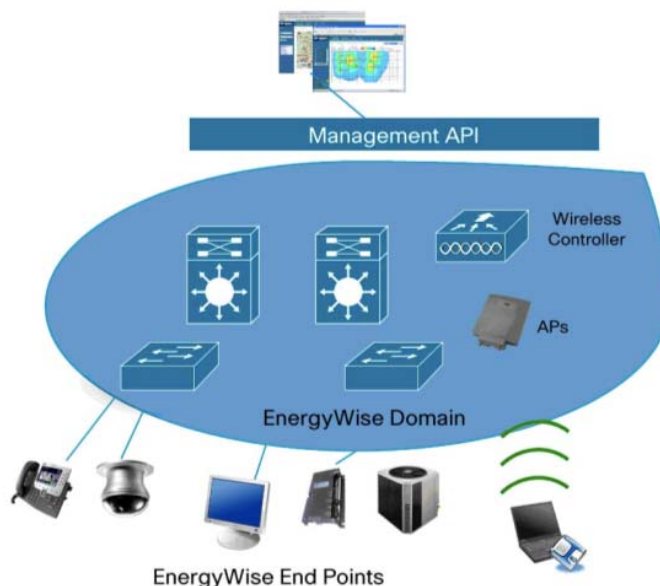 Management API
Wireless
Controller
APs
EnergyWise Domain
EnergyWise End Points